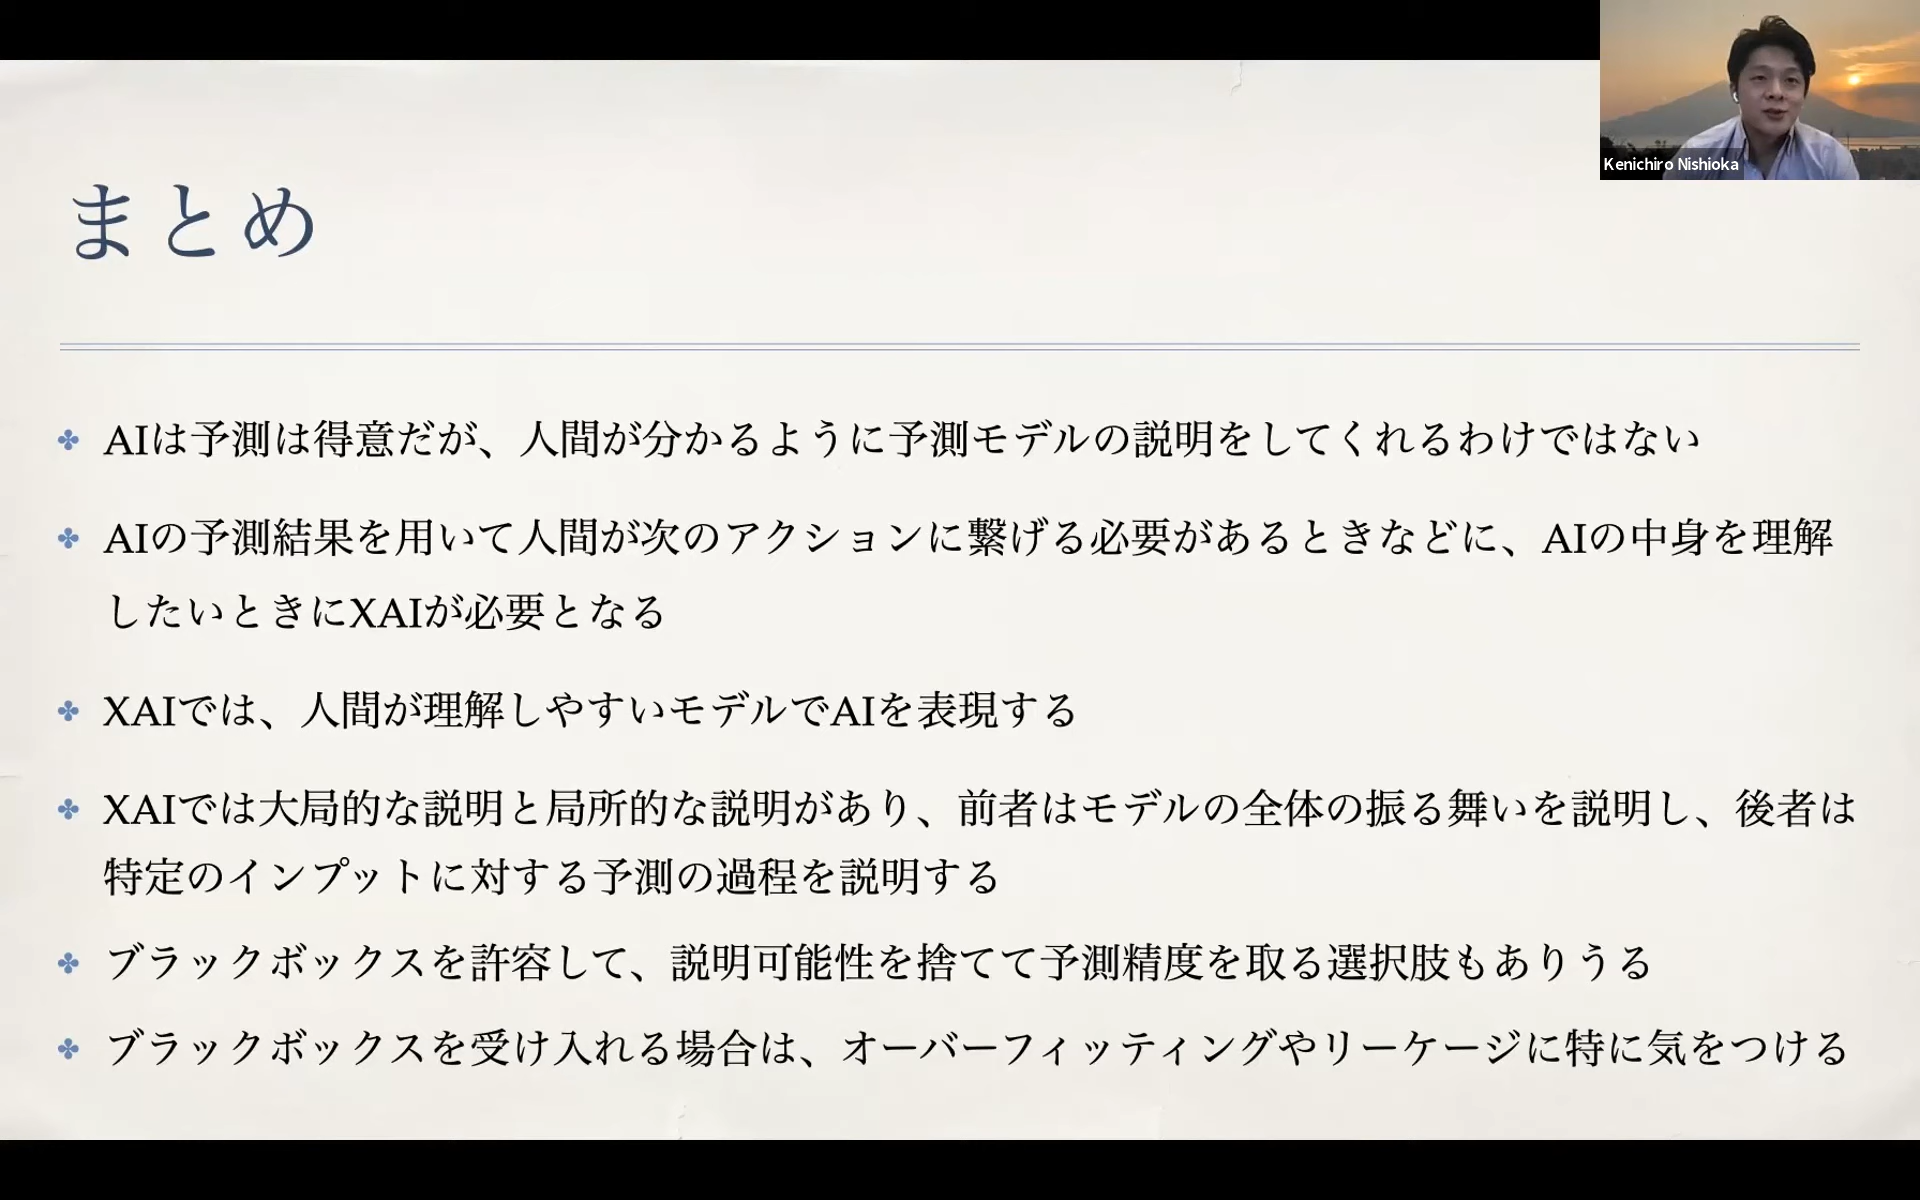 Kenichiro Nishioka
まとめ
AIは予測は得意だが、人間が分かるように予測モデルの説明をしてくれるわけではない
AIの予測結果を用いて人間が次のアクションに繋げる必要があるときなどに、AIの中身を理解
したいときにXAIが必要となる
XAIでは、人間が理解しやすいモデルでAIを表現する
XAIでは大局的な説明と局所的な説明があり、前者はモデルの全体の振る舞いを説明し、後者は
特定のインプットに対する予測の過程を説明する
ブラックボックスを許容して、説明可能性を捨てて予測精度を取る選択肢もありうる
ブラックボックスを受け入れる場合は、オーバーフィッティングやリーケージに特に気をつける